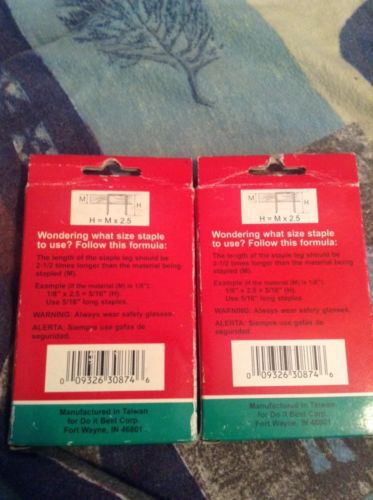 M
H
H = M x 2.5
Wondering what size staple
to use? Follow this formula:
The length of the staple leg should be
2-1/2 times longer than the material being
stapled (M).
Example (if the material (M) is 1/8"):
1/8" x 2.5 = 5/16" (H).
Use 5/16" long staples.
WARNING: Always wear safety glasses.
ALERTA: Siempre use gafas de
seguridad.
0 09326 30874 6
Manufactured in Taiwan
for Do it Best Corp.
Fort Wayne, IN 46801
M
H
H = M x 2.5
Wondering what size staple
to use? Follow this formula:
The length of the staple leg should be
2-1/2 times longer than the material being
stapled (M).
Example (if the material (M) is 1/8"):
1/8" x 2.5 = 5/16" (H).
Use 5/16" long staples.
WARNING: Always wear safety glasses.
ALERTA: Siempre use gafas de
seguridad.
0 09326 30874 6
Manufactured in Taiwan
for Do it Best Corp.
Fort Wayne, IN 46801